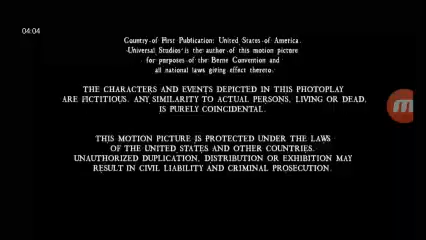 04:04
Country of First Publication: United States of America.
Universal Studios is the author of this motion picture
for purposes of the Berne Convention and
all national laws giving effect thereto.
THE CHARACTERS AND EVENTS DEPICTED IN THIS PHOTOPLAY
ARE FICTITIOUS. ANY SIMILARITY TO ACTUAL PERSONS, LIVING OR DEAD,
IS PURELY COINCIDENTAL.
THIS MOTION PICTURE IS PROTECTED UNDER THE LAWS
OF THE UNITED STATES AND OTHER COUNTRIES.
UNAUTHORIZED DUPLICATION, DISTRIBUTION OR EXHIBITION MAY
RESULT IN CIVIL LIABILITY AND CRIMINAL PROSECUTION.